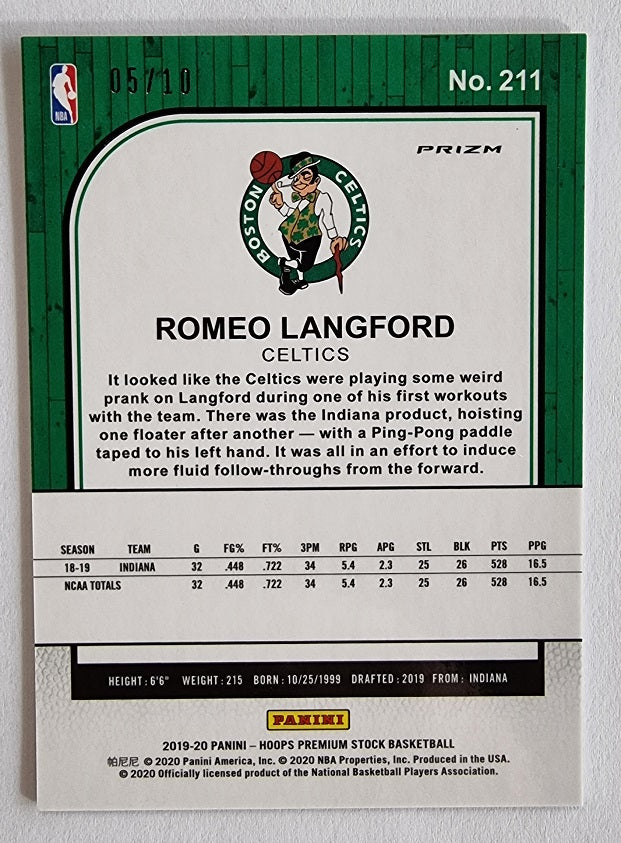 NBA
05/10
No. 211
PRIZM
BOSTON CELTICS
ROMEO LANGFORD
CELTICS
It looked like the Celtics were playing some weird
prank on Langford during one of his first workouts
with the team. There was the Indiana product, hoisting
one floater after another — with a Ping-Pong paddle
taped to his left hand. It was all in an effort to induce
more fluid follow-throughs from the forward.
SEASON TEAM G FG% FT% 3PM RPG APG STL BLK PTS PPG
18-19 INDIANA 32 .448 .722 34 5.4 2.3 25 26 528 16.5
NCAA TOTALS 32 .448 .722 34 5.4 2.3 25 26 528 16.5
HEIGHT: 6'6" WEIGHT: 215 BORN: 10/25/1999 DRAFTED: 2019 FROM: INDIANA
PANINI
2019-20 PANINI – HOOPS PREMIUM STOCK BASKETBALL
帕尼尼 © 2020 Panini America, Inc. © 2020 NBA Properties, Inc. Produced in the USA.
© 2020 Officially licensed product of the National Basketball Players Association.